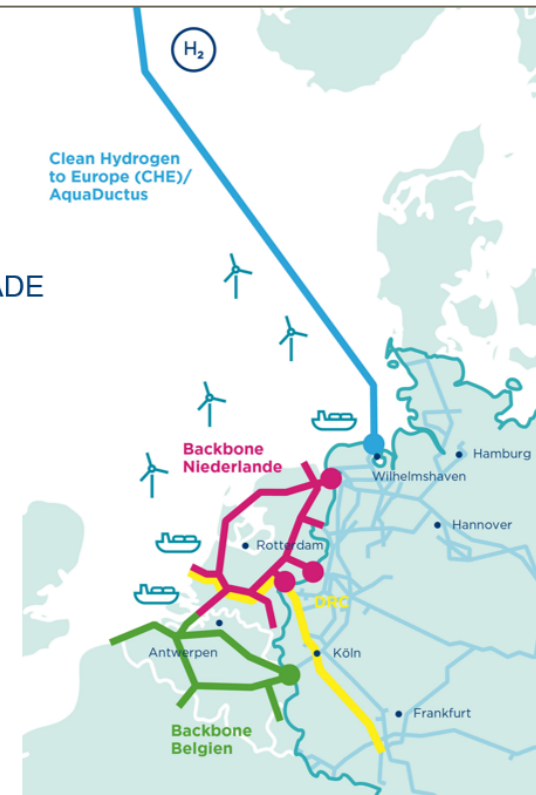 H₂
Clean Hydrogen
to Europe (CHE)/
AquaDuctus
ADE
Backbone
Niederlande
Hamburg
Wilhelmshaven
Hannover
Rotterdam
DRC
Antwerpen
Köln
Frankfurt
Backbone
Belgien